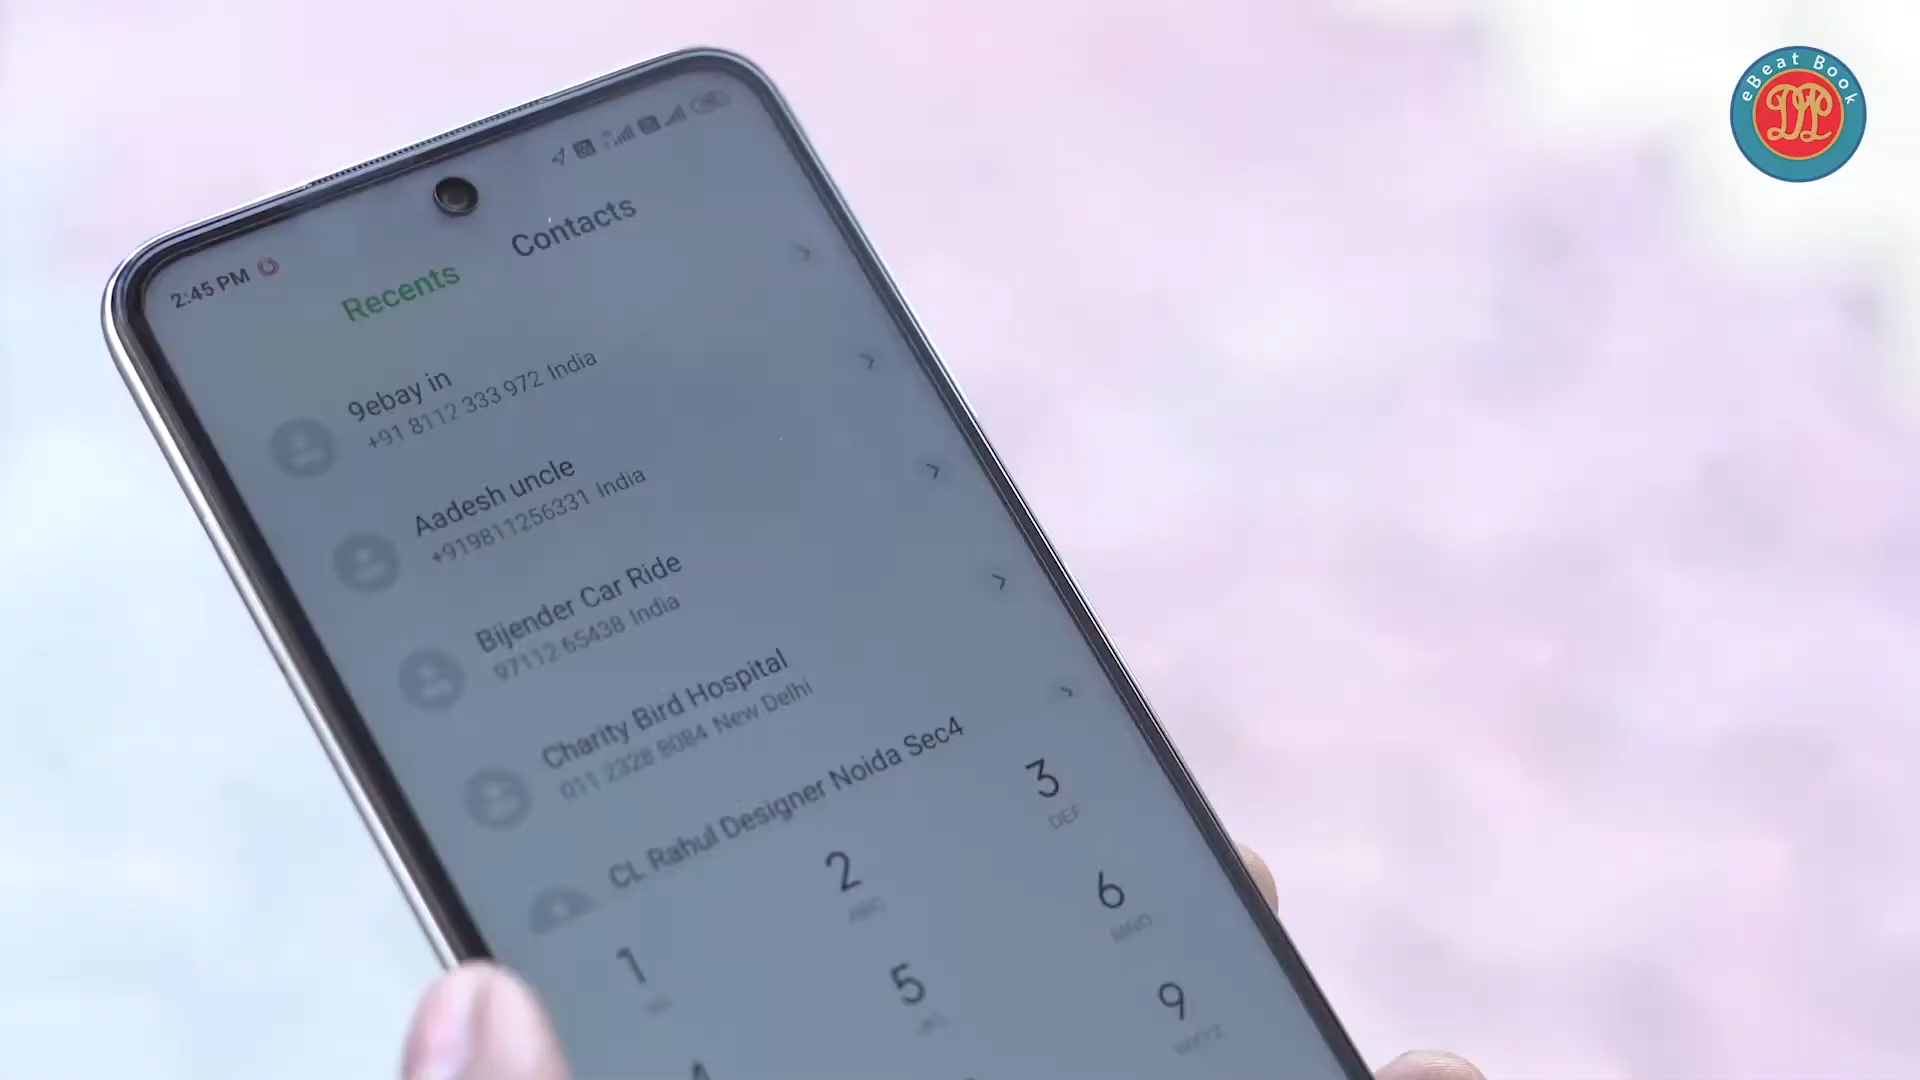 eBeat Book
DP
2:45 PM
Recents
Contacts
9ebay in
+91 8112 333 972 India
Aadesh uncle
+919811256331 India
Bijender Car Ride
97112 65438 India
Charity Bird Hospital
011 2328 8084 New Delhi
CL Rahul Designer Noida Sec4
1
2
ABC
3
DEF
5
JKL
6
MNO
9
WXYZ